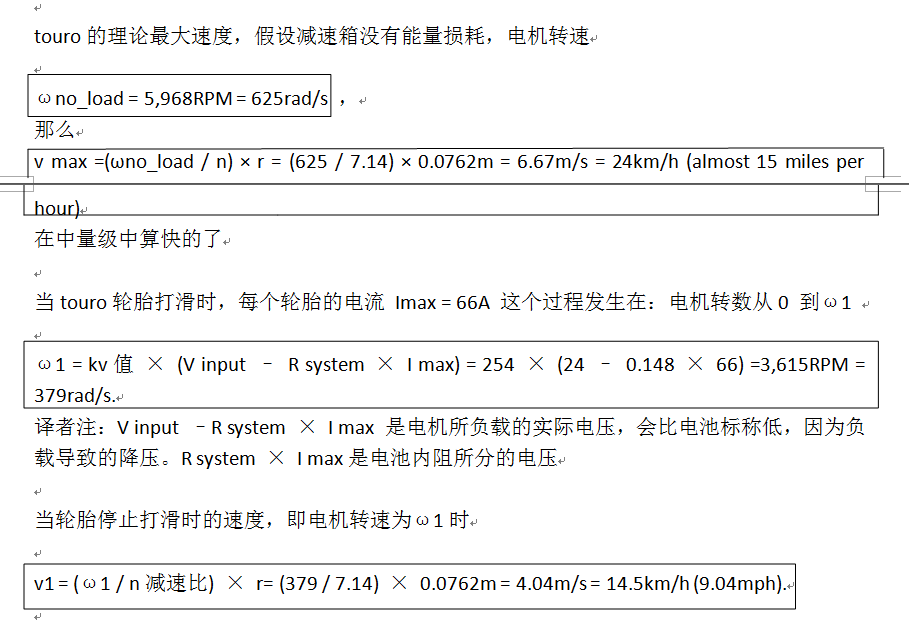 touro 的理论最大速度，假设减速箱没有能量损耗，电机转速
ωno_load = 5,968RPM = 625rad/s ，
那么
v max =(ωno_load / n) × r = (625 / 7.14) × 0.0762m = 6.67m/s = 24km/h (almost 15 miles per
hour)
在中量级中算快的了
当 touro 轮胎打滑时，每个轮胎的电流 Imax = 66A 这个过程发生在：电机转数从 0 到ω1
ω1 = kv 值 × (V input － R system × I max) = 254 × (24 － 0.148 × 66) =3,615RPM =
379rad/s.
译者注：V input －R system × I max 是电机所负载的实际电压，会比电池标称低，因为负
载导致的降压。R system × I max 是电池内阻所分的电压
当轮胎停止打滑时的速度，即电机转速为ω1 时
v1 = (ω1 / n 减速比) × r= (379 / 7.14) × 0.0762m = 4.04m/s = 14.5km/h (9.04mph).